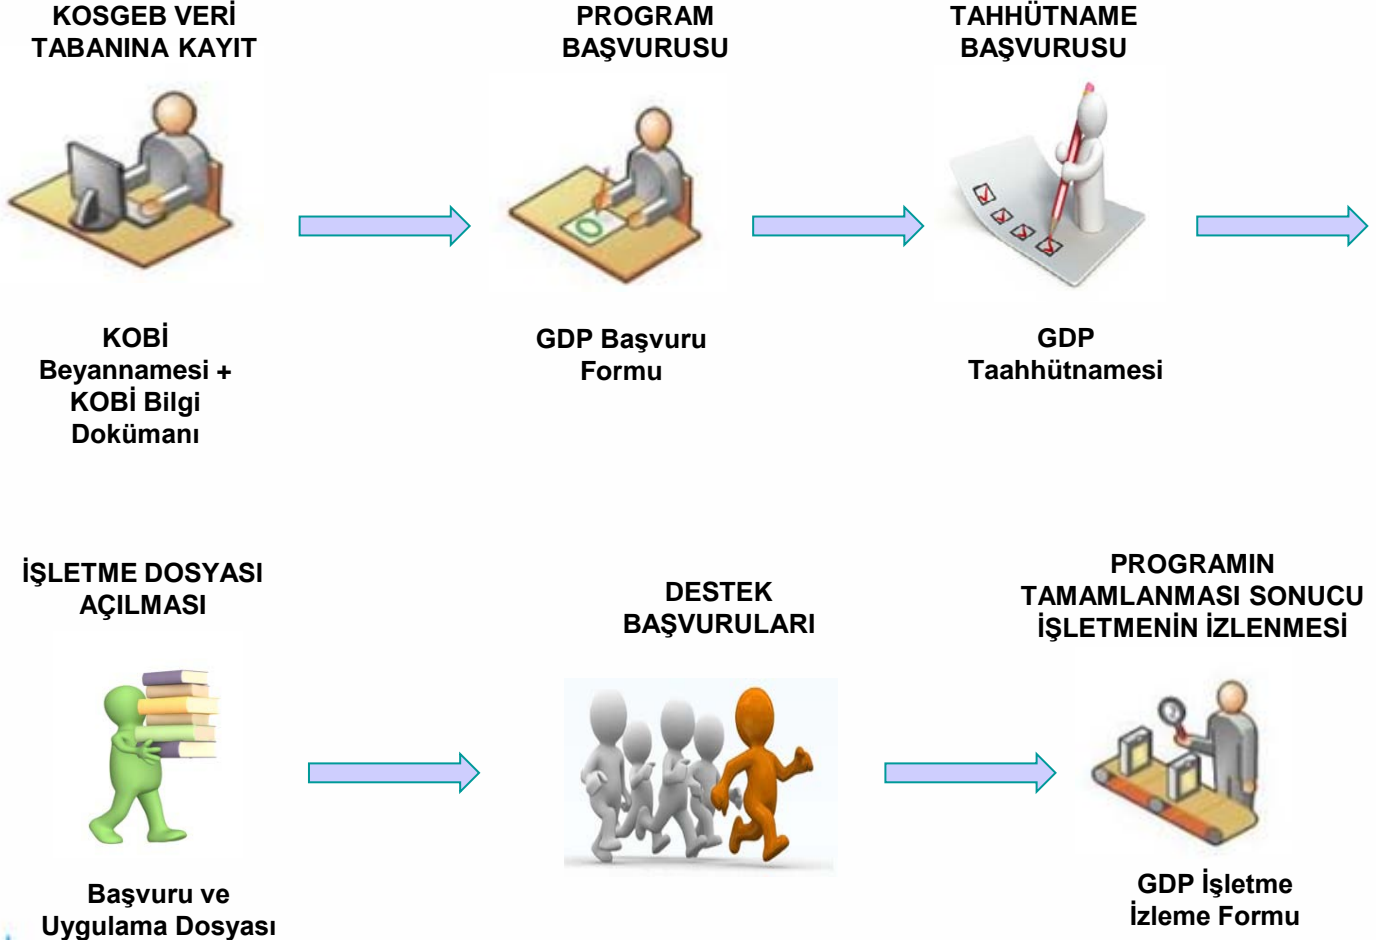 KOSGEB VERİ
TABANINA KAYIT
PROGRAM
BAŞVURUSU
TAHHÜTNAME
BAŞVURUSU
KOBİ
Beyannamesi +
KOBİ Bilgi
Dokümanı
GDP Başvuru
Formu
GDP
Taahhütnamesi
İŞLETME DOSYASI
AÇILMASI
DESTEK
BAŞVURULARI
PROGRAMIN
TAMAMLANMASI SONUCU
İŞLETMENİN İZLENMESİ
Başvuru ve
Uygulama Dosyası
GDP İşletme
İzleme Formu